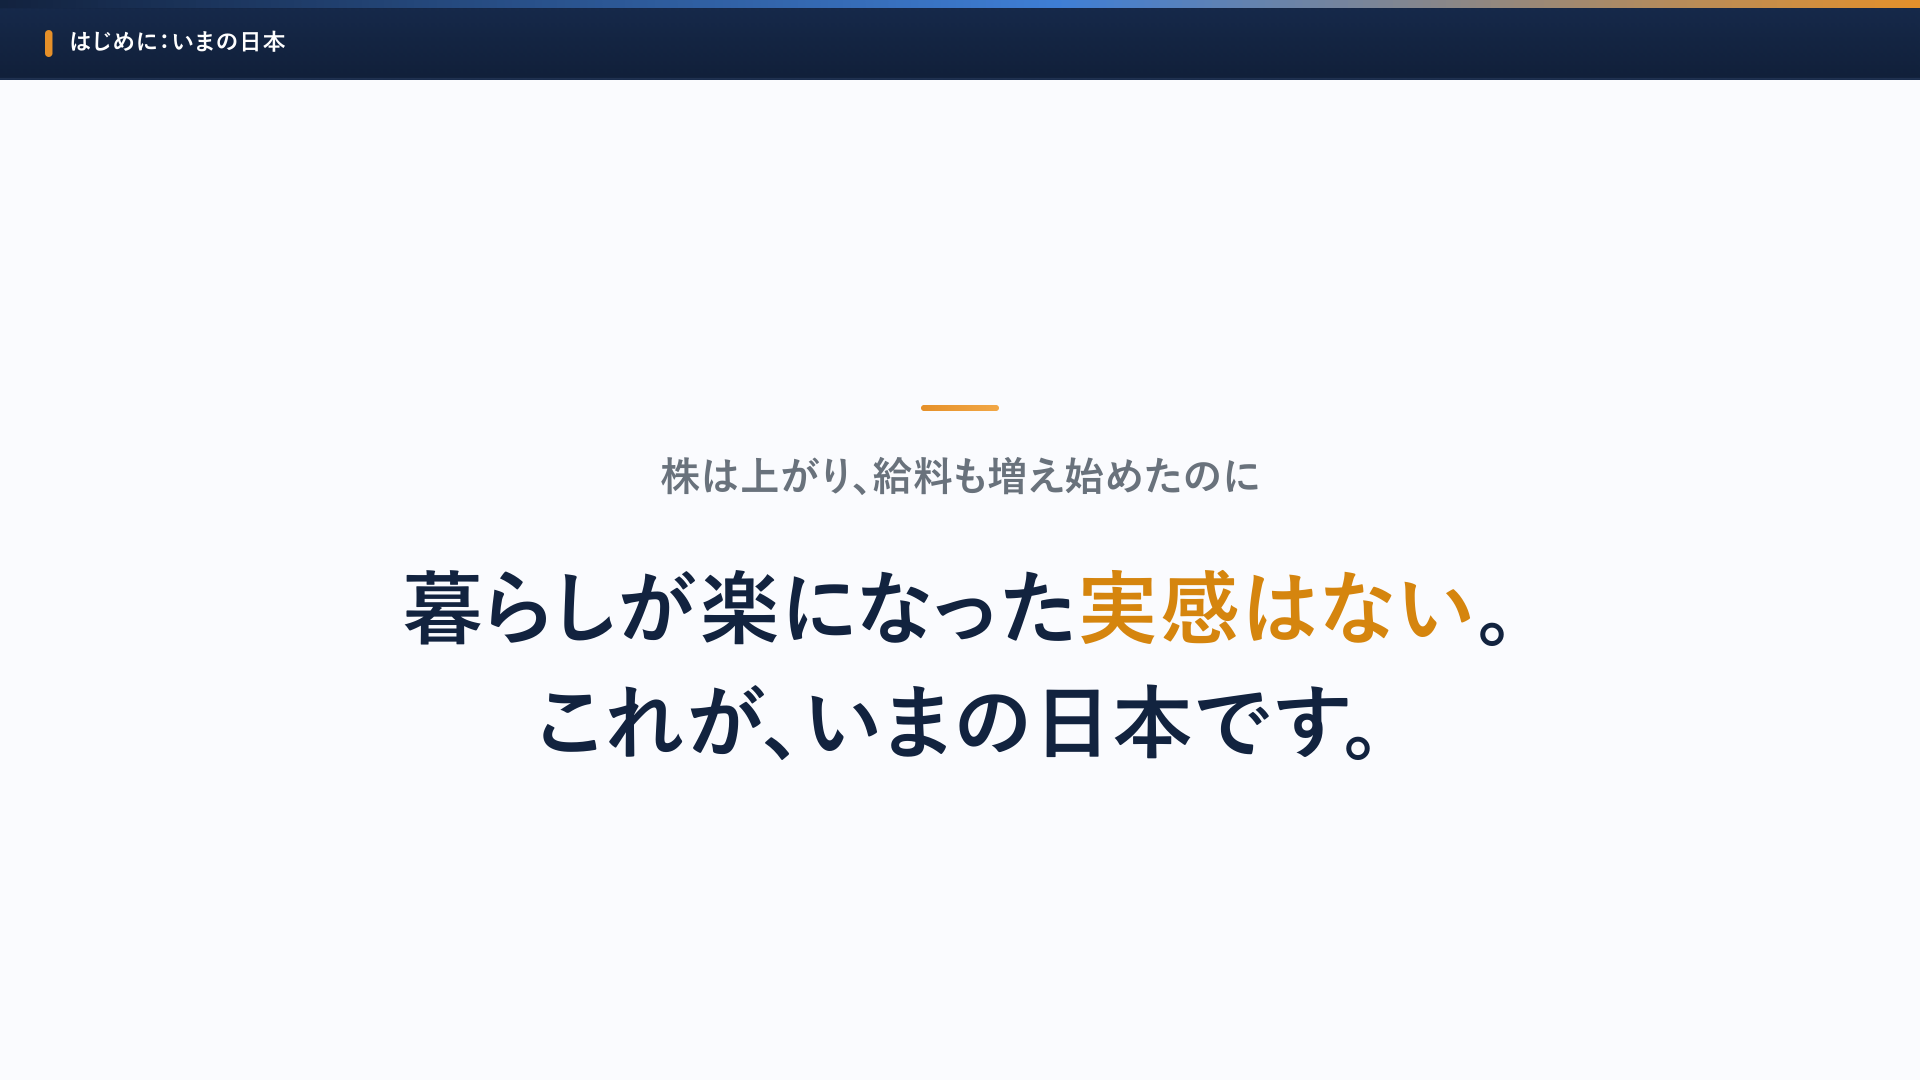 はじめに：いまの日本
株は上がり、給料も増え始めたのに
暮らしが楽になった実感はない。
これが、いまの日本です。